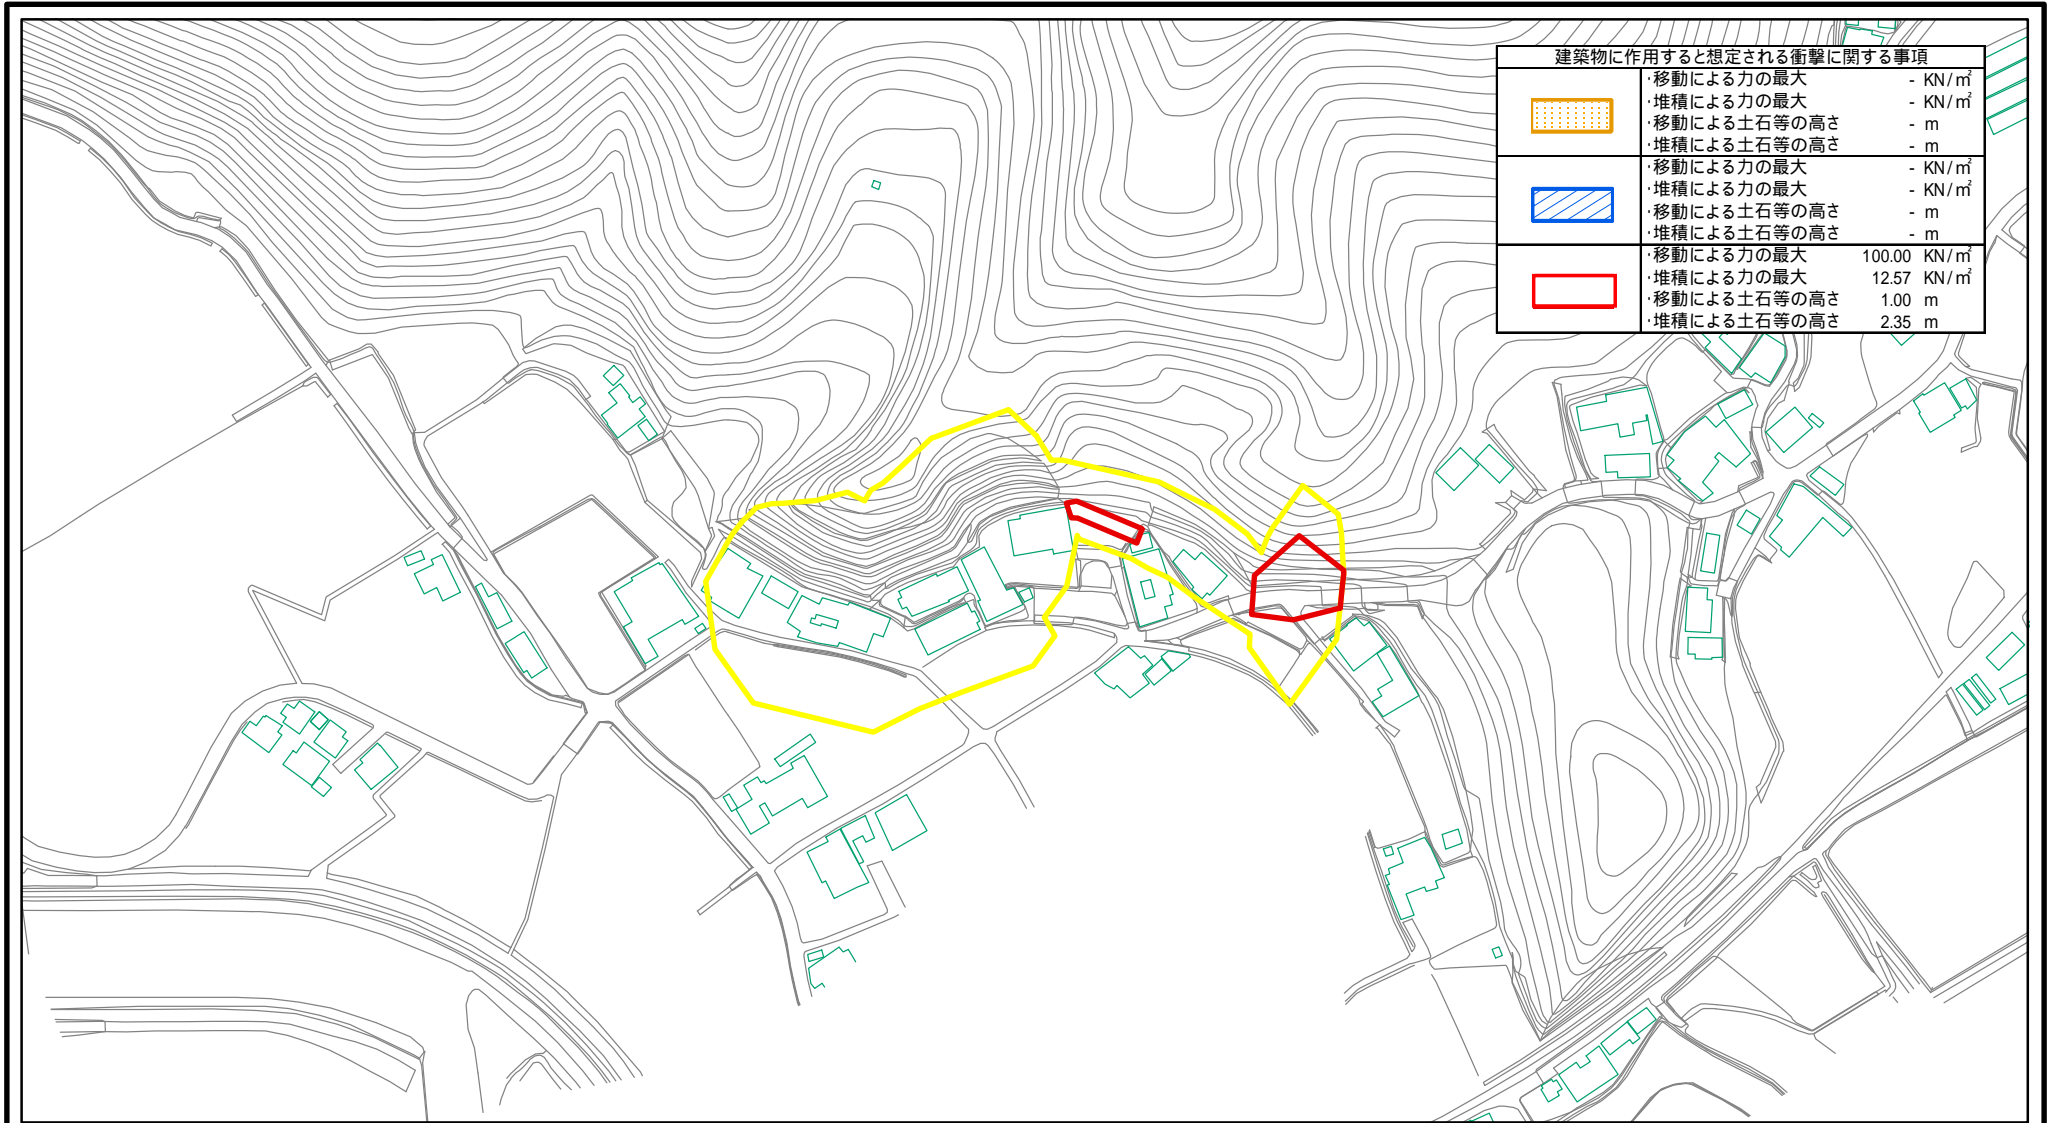 建築物に作用すると想定される衝撃に関する事項
･移動による力の最大 - KN/㎡
･堆積による力の最大 - KN/㎡
･移動による土石等の高さ - m
･堆積による土石等の高さ - m
･移動による力の最大 - KN/㎡
･堆積による力の最大 - KN/㎡
･移動による土石等の高さ - m
･堆積による土石等の高さ - m
･移動による力の最大 100.00 KN/㎡
･堆積による力の最大 12.57 KN/㎡
･移動による土石等の高さ 1.00 m
･堆積による土石等の高さ 2.35 m